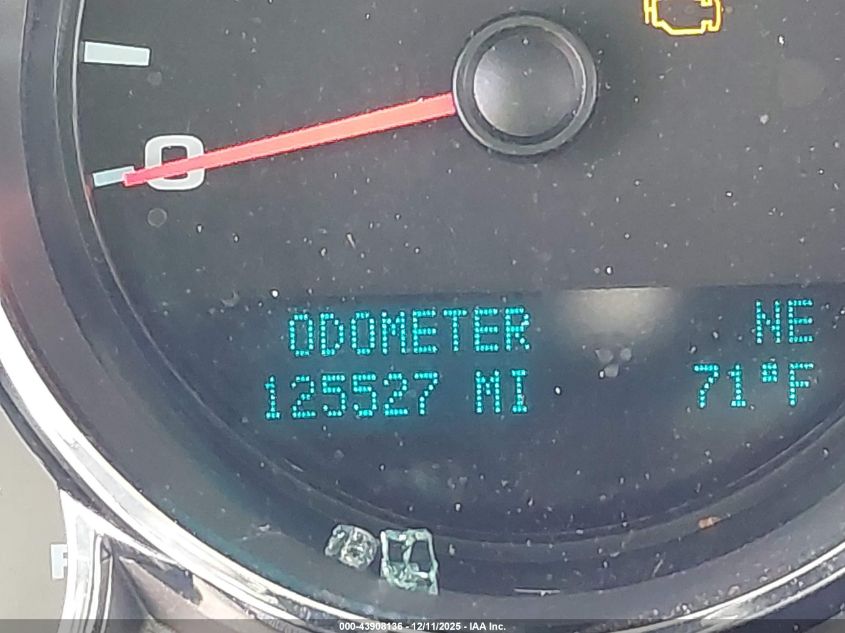 0
ODOMETER NE
125527 MI 71°F
000-43908136 - 12/11/2025 - IAA Inc.